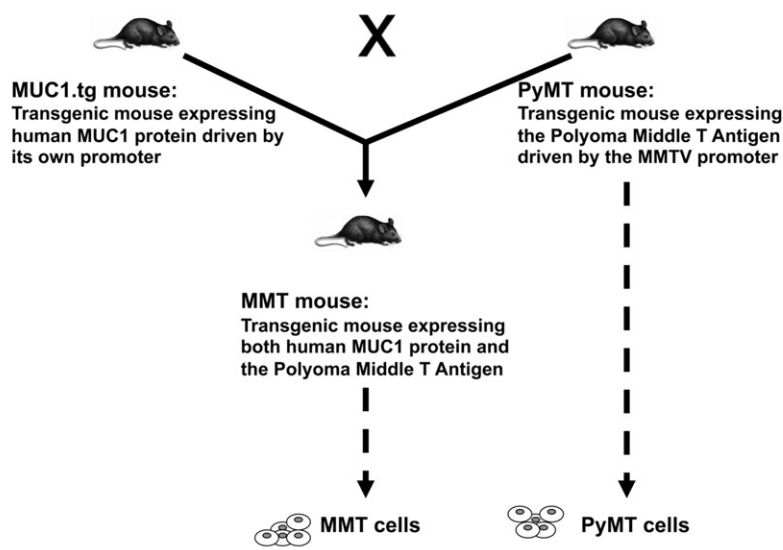 X
MUC1.tg mouse:
Transgenic mouse expressing
human MUC1 protein driven by
its own promoter
PyMT mouse:
Transgenic mouse expressing
the Polyoma Middle T Antigen
driven by the MMTV promoter
MMT mouse:
Transgenic mouse expressing
both human MUC1 protein and
the Polyoma Middle T Antigen
MMT cells
PyMT cells